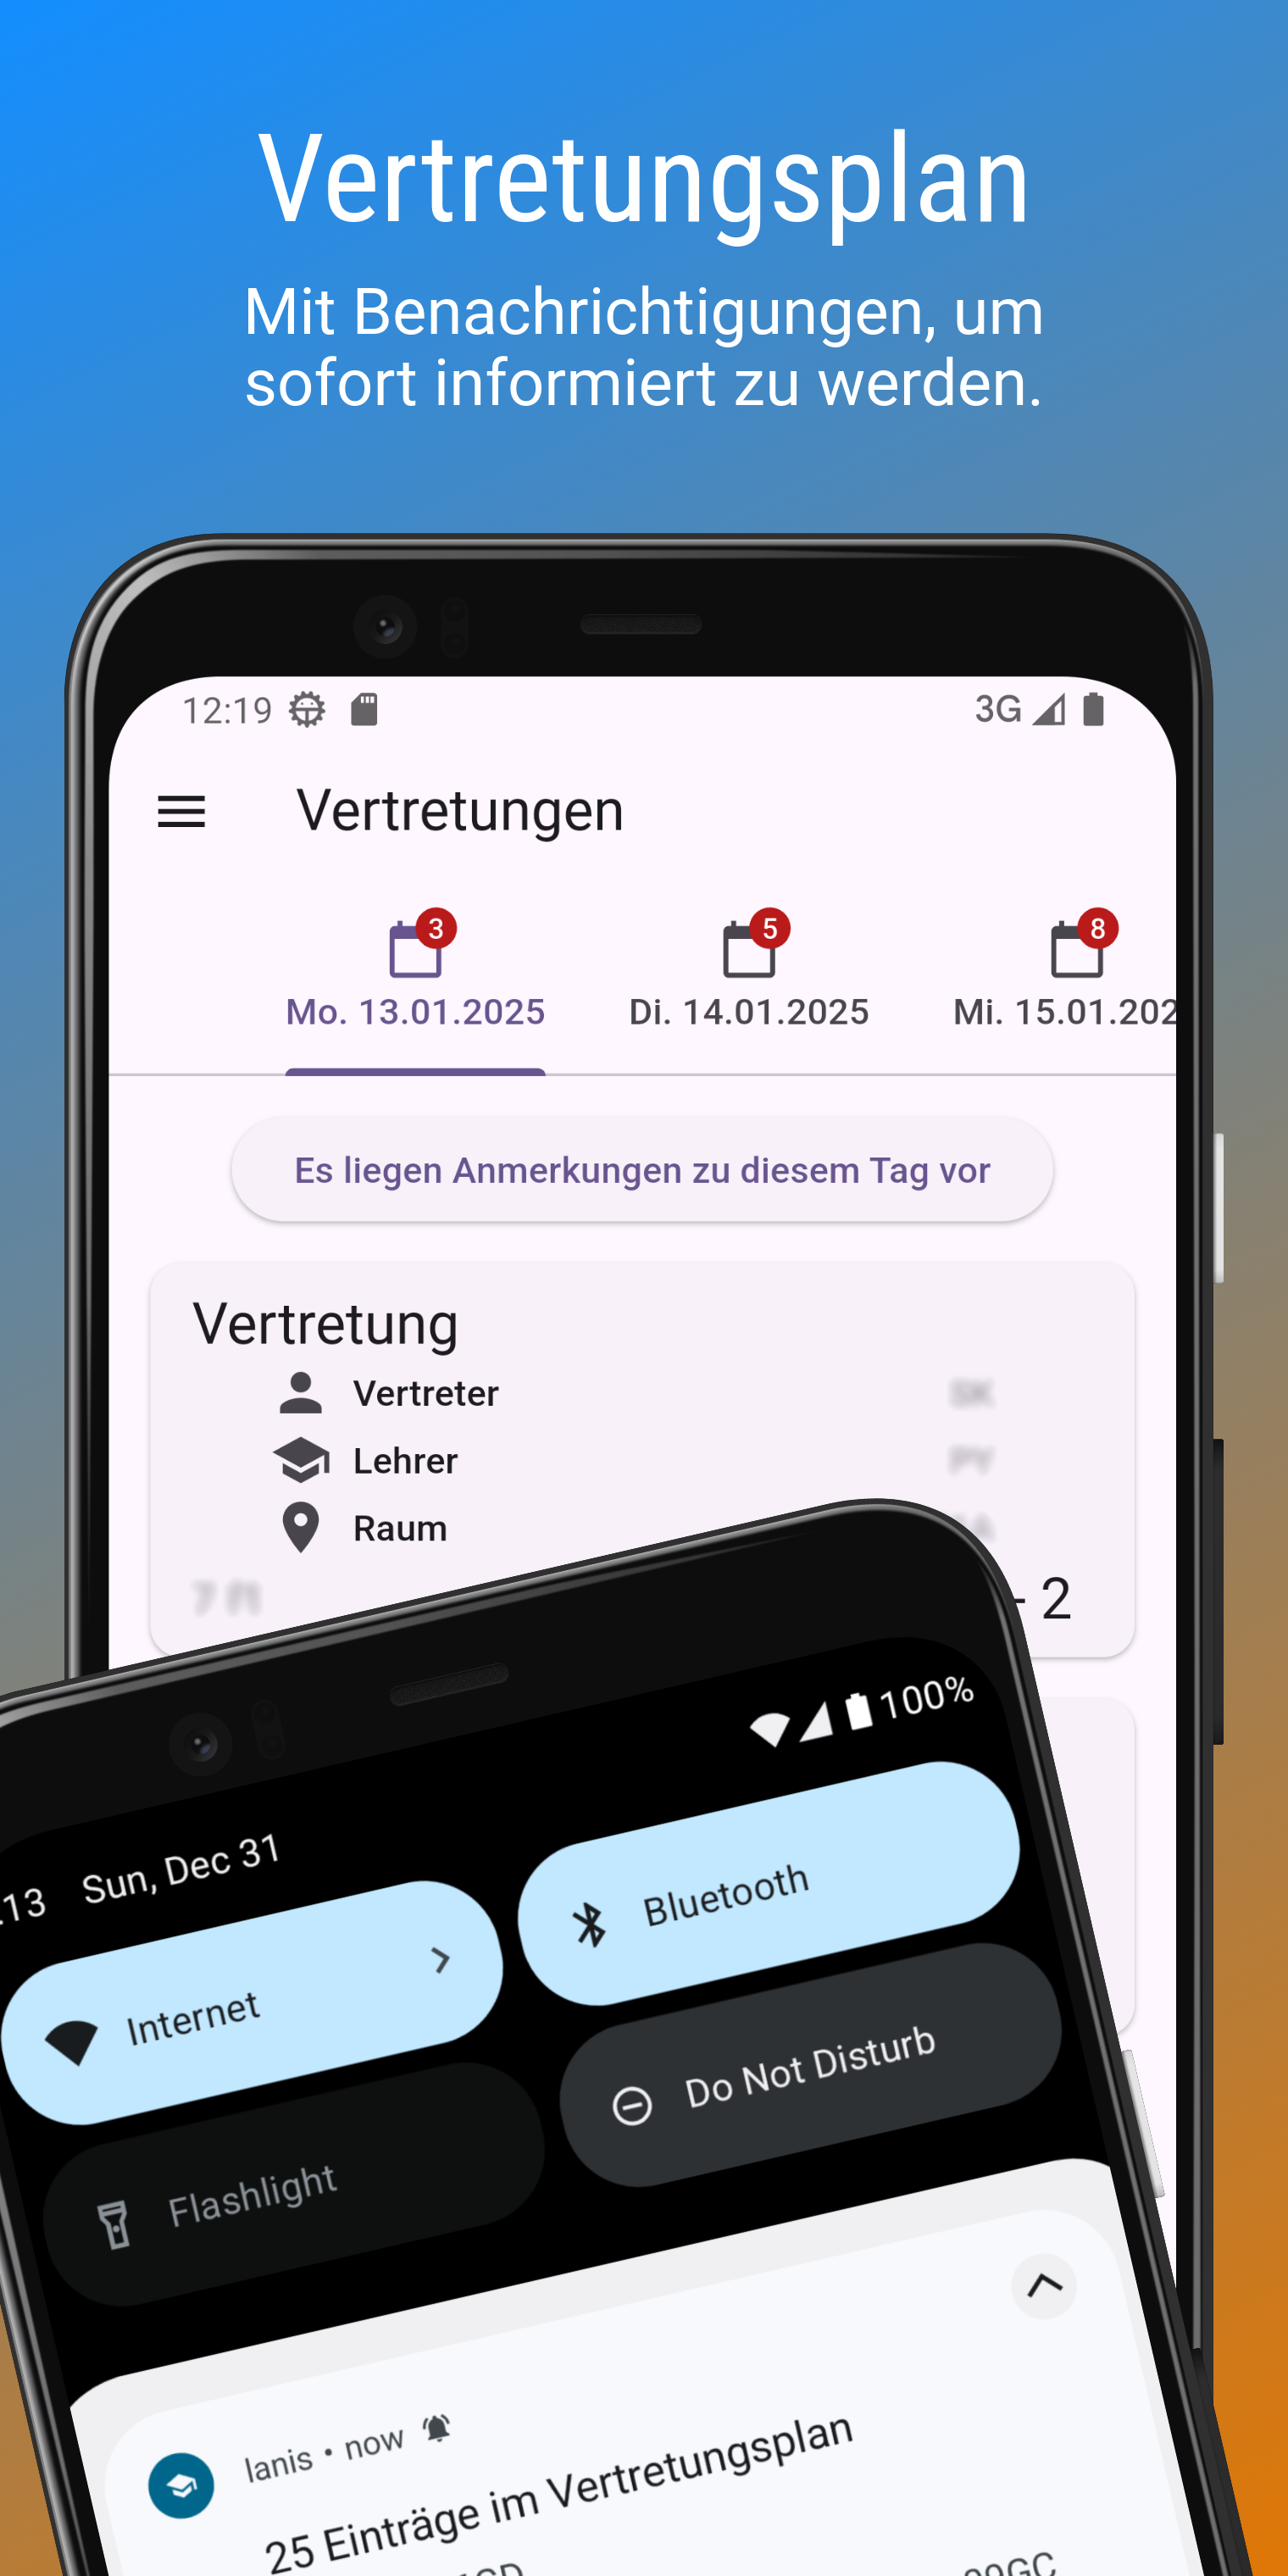 Vertretungsplan
Mit Benachrichtigungen, um
sofort informiert zu werden.
12:19 3G
Vertretungen
3 5 8
Mo. 13.01.2025 Di. 14.01.2025 Mi. 15.01.202
Es liegen Anmerkungen zu diesem Tag vor
Vertretung
Vertreter
Lehrer
Raum
- 2
100%
13 Sun, Dec 31
Internet
Bluetooth
Flashlight
Do Not Disturb
lanis • now
25 Einträge im Vertretungsplan